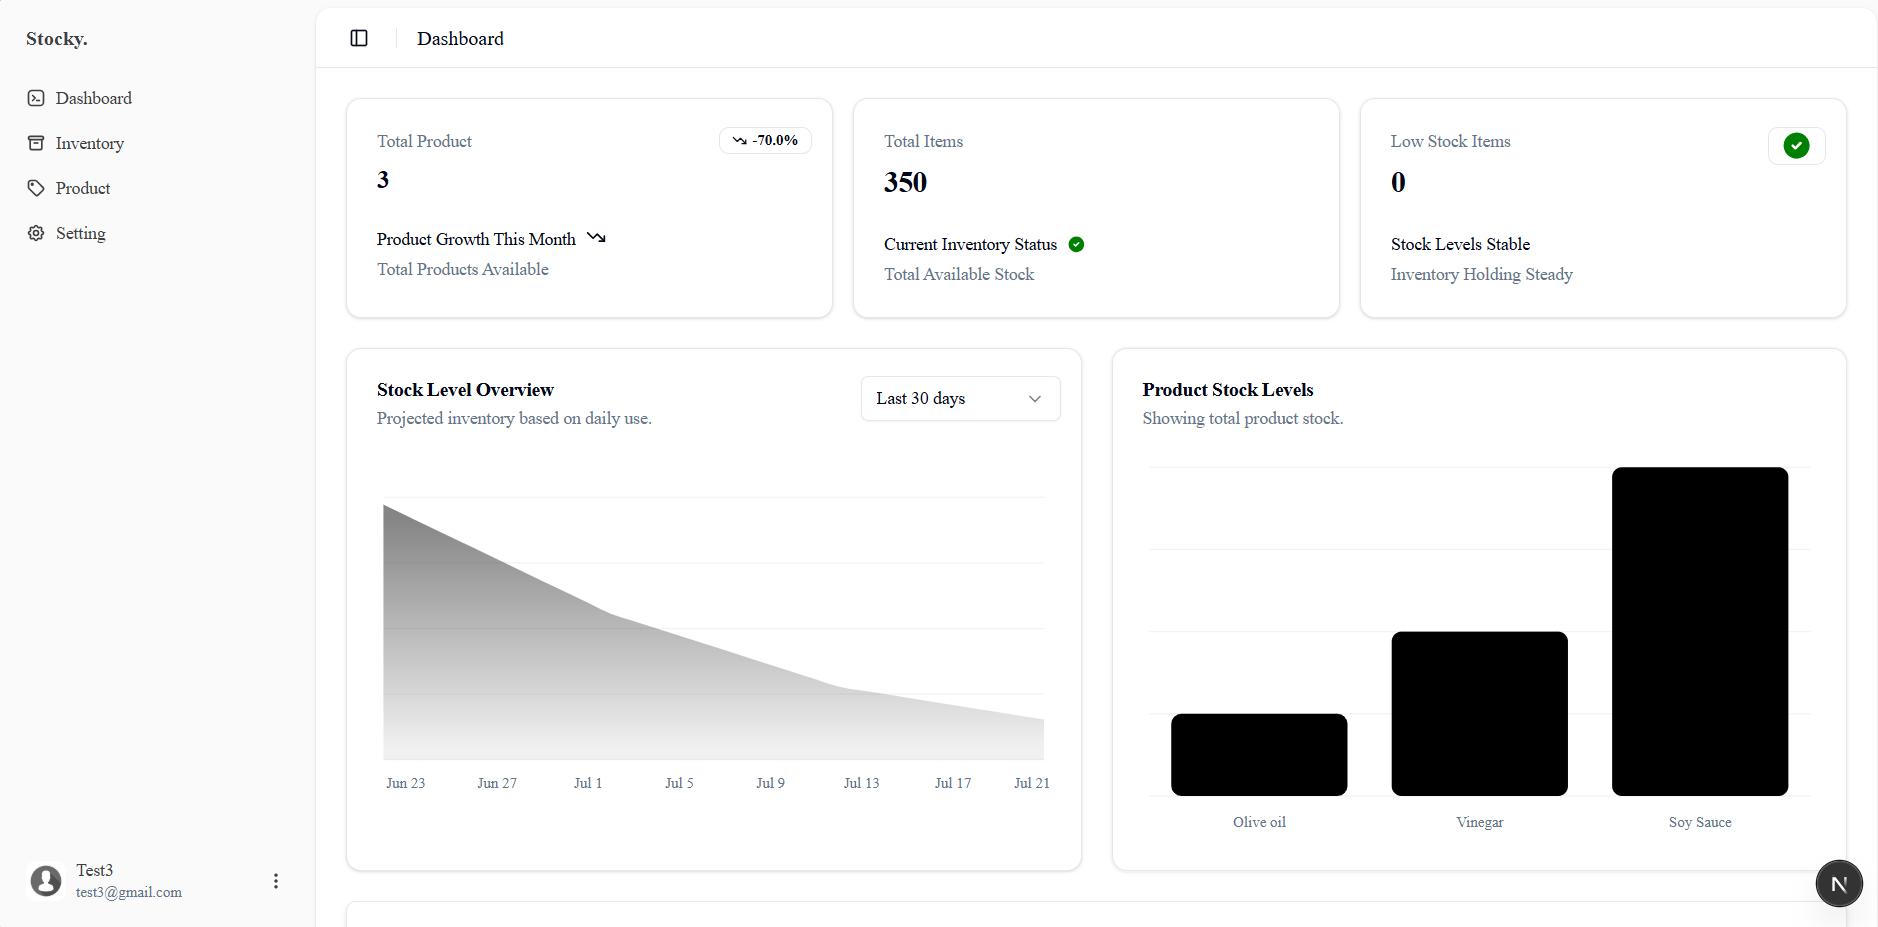 Stocky.
Dashboard
Inventory
Product
Setting
Test3
test3@gmail.com
Dashboard
Total Product
-70.0%
3
Product Growth This Month
Total Products Available
Total Items
350
Current Inventory Status
Total Available Stock
Low Stock Items
0
Stock Levels Stable
Inventory Holding Steady
Stock Level Overview
Projected inventory based on daily use.
Last 30 days
Jun 23 Jun 27 Jul 1 Jul 5 Jul 9 Jul 13 Jul 17 Jul 21
Product Stock Levels
Showing total product stock.
Olive oil Vinegar Soy Sauce
N